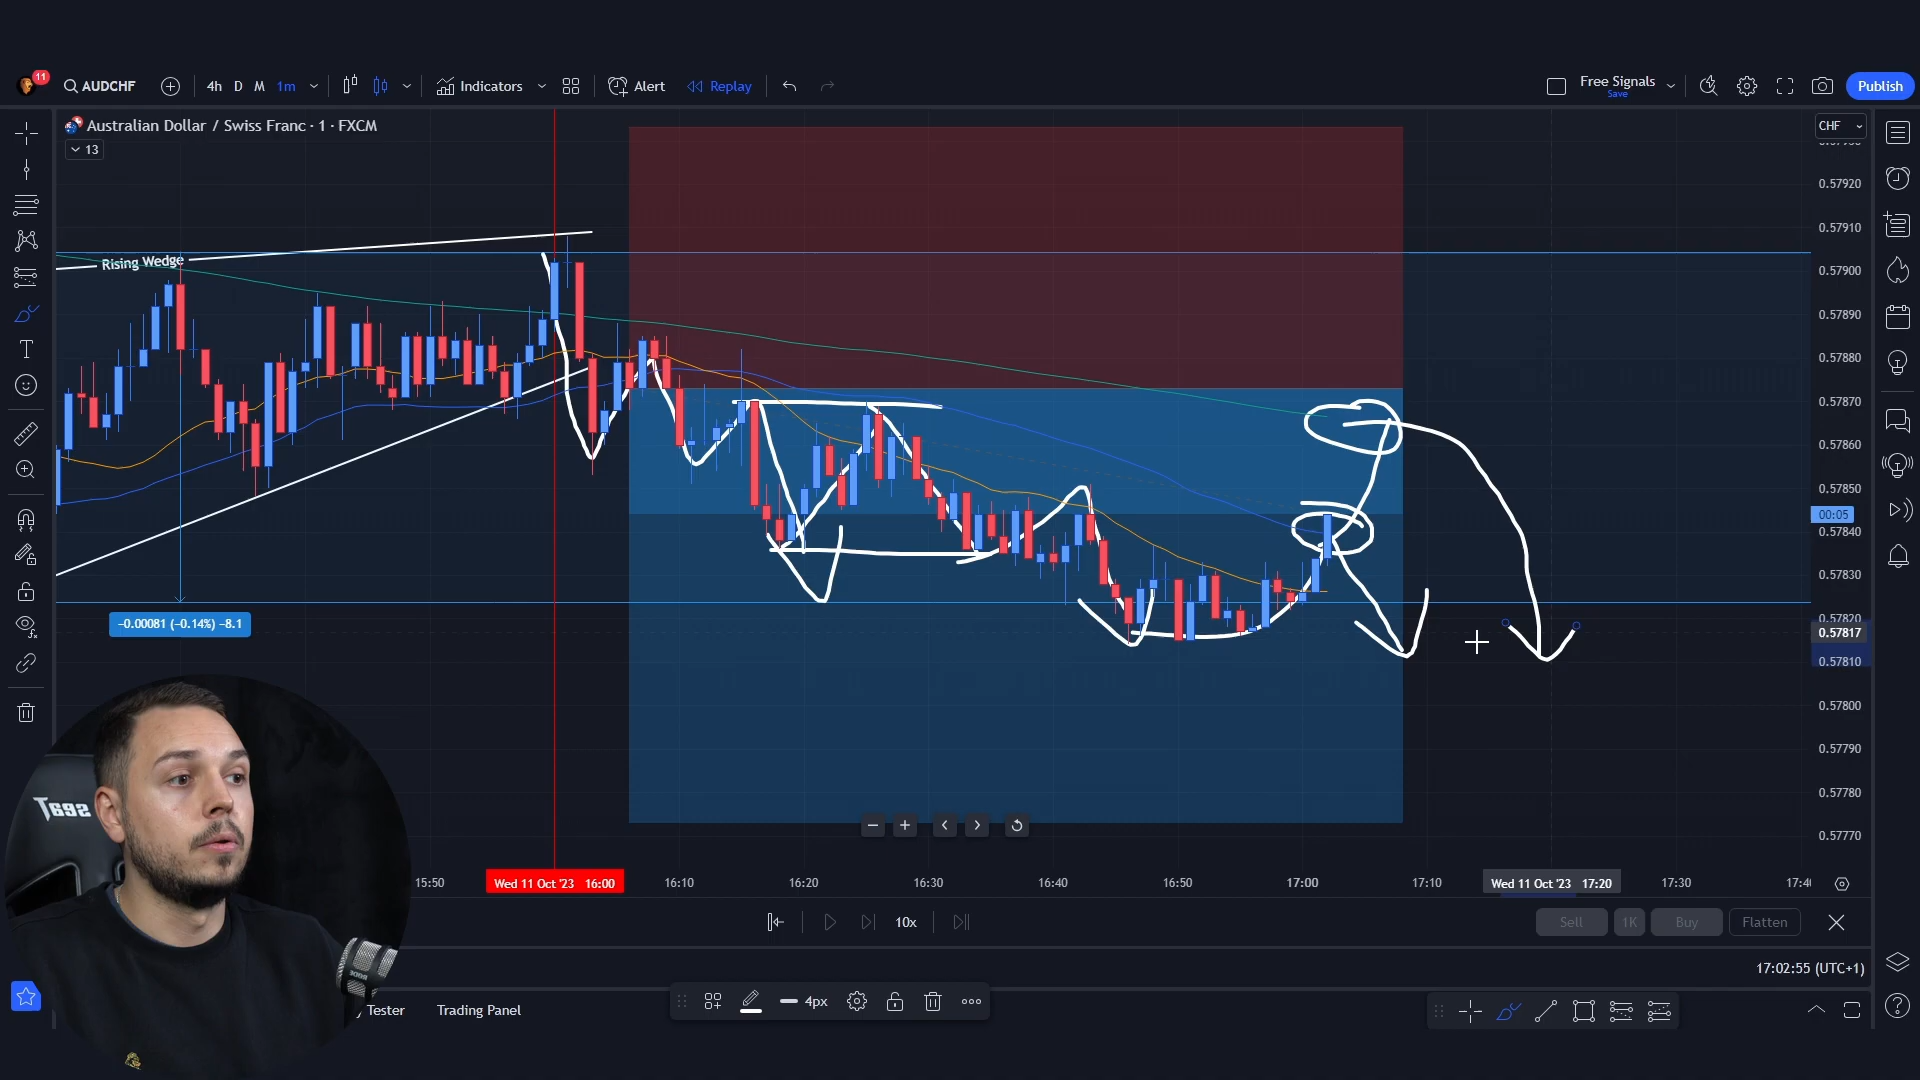 11
AUDCHF
4h D M 1m
Indicators
Alert
Replay
Free Signals
Save
Publish
Australian Dollar / Swiss Franc · 1 · FXCM
13
CHF
0.57920
0.57910
0.57900
0.57890
0.57880
0.57870
0.57860
0.57850
00:05
0.57840
0.57830
0.57820
0.57817
0.57810
0.57800
0.57790
0.57780
0.57770
Rising Wedge
−0.00081 (−0.14%) −8.1
15:50
Wed 11 Oct '23 16:00
16:10
16:20
16:30
16:40
16:50
17:00
17:10
Wed 11 Oct '23 17:20
17:30
10x
Sell
1K
Buy
Flatten
17:02:55 (UTC+1)
Tester
Trading Panel
4px
RODE